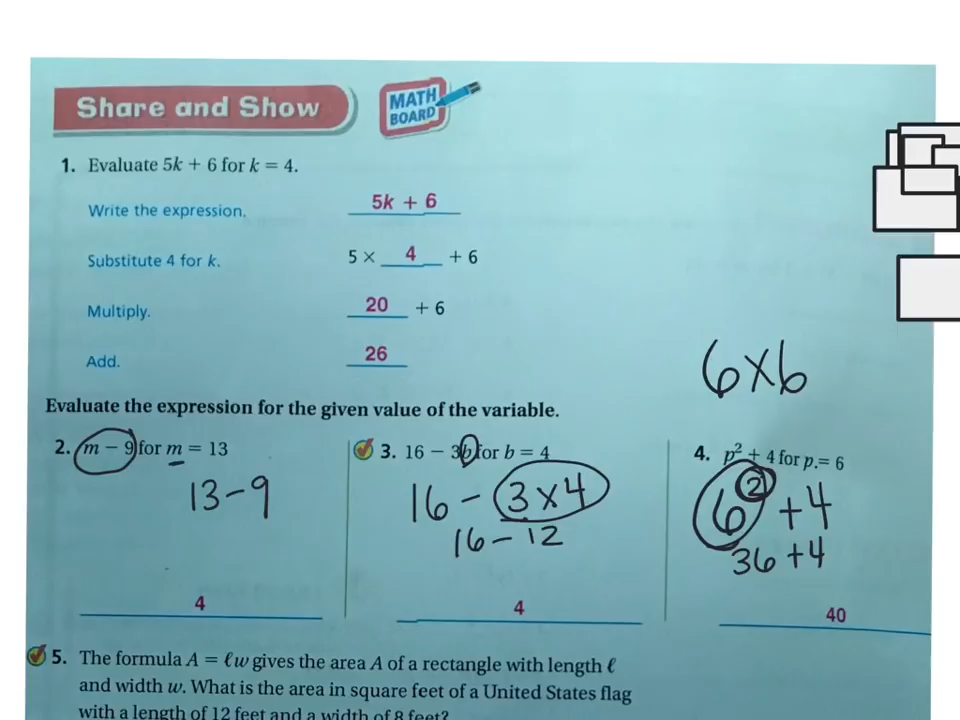 Share and Show
MATH
BOARD
1. Evaluate 5k + 6 for k = 4.
Write the expression. 5k + 6
Substitute 4 for k. 5 × 4 + 6
Multiply. 20 + 6
Add. 26
6×6
Evaluate the expression for the given value of the variable.
2. m − 9 for m = 13
13−9
4
3. 16 − 3b for b = 4
16 − 3×4
16 − 12
4
4. p² + 4 for p = 6
6² + 4
36 + 4
40
5. The formula A = ℓw gives the area A of a rectangle with length ℓ
and width w. What is the area in square feet of a United States flag
with a length of 12 feet and a width of 8 feet?